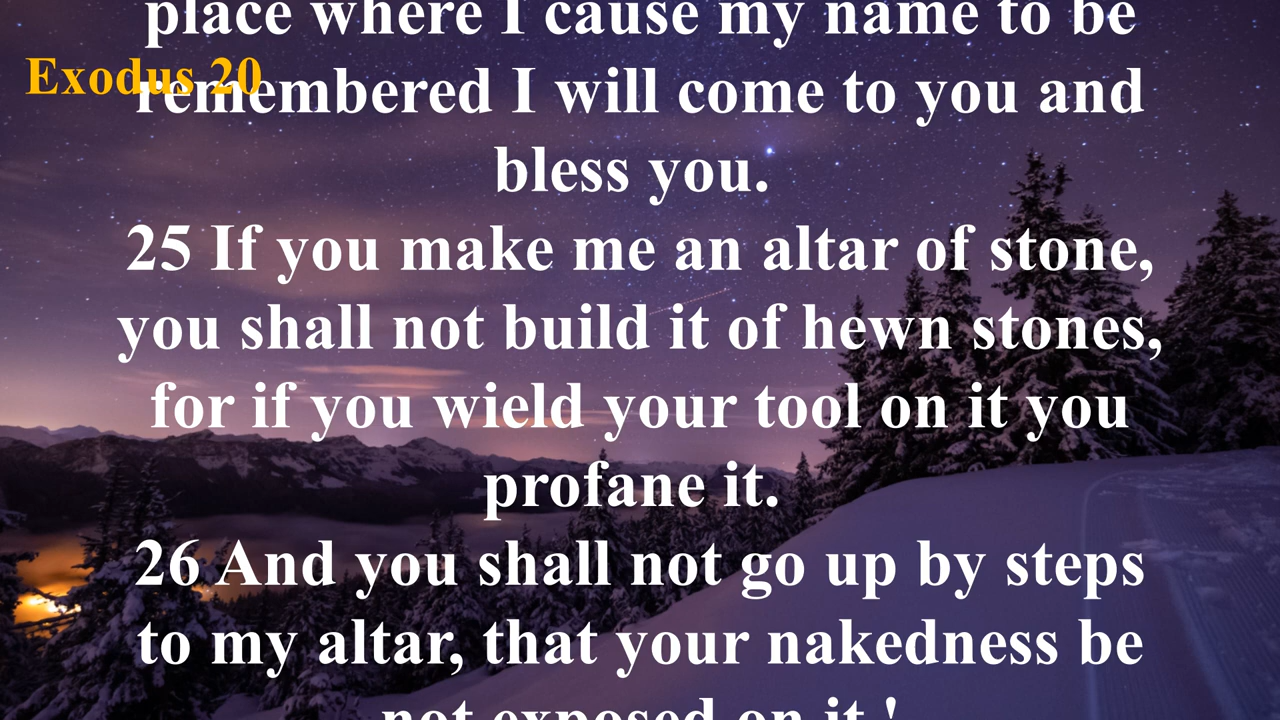 place where I cause my name to be
Exodus 20
remembered I will come to you and
bless you.
25 If you make me an altar of stone,
you shall not build it of hewn stones,
for if you wield your tool on it you
profane it.
26 And you shall not go up by steps
to my altar, that your nakedness be
not exposed on it.'